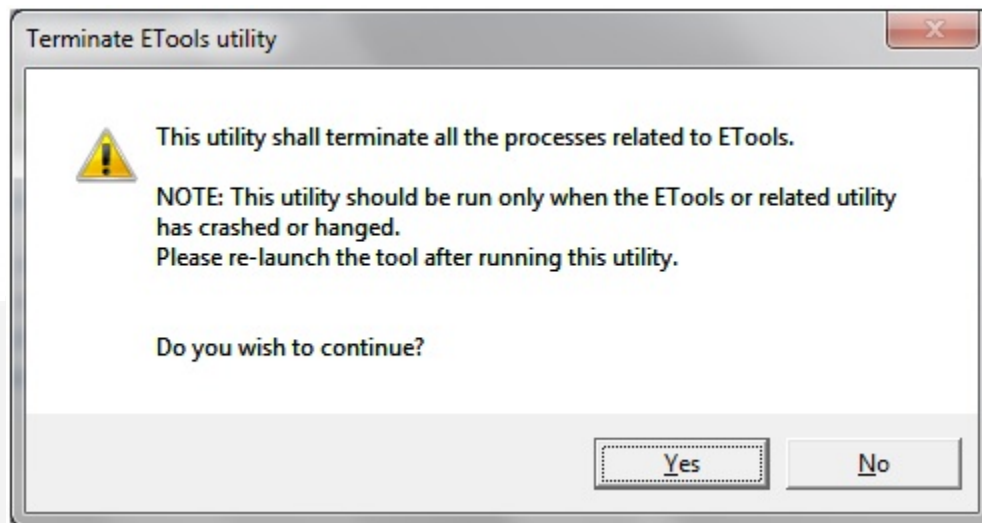 Terminate ETools utility
This utility shall terminate all the processes related to ETools.
NOTE: This utility should be run only when the ETools or related utility
has crashed or hanged.
Please re-launch the tool after running this utility.
Do you wish to continue?
Yes
No